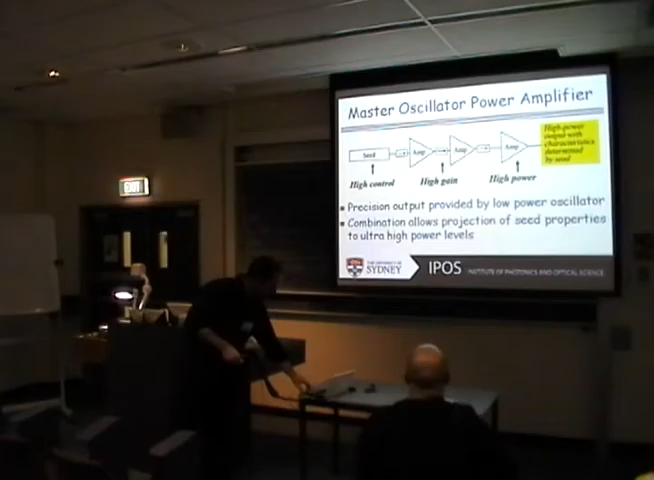 Master Oscillator Power Amplifier
Seed Amp Amp Amp
High-power
output with
characteristics
determined
by seed
High control High gain High power
Precision output provided by low power oscillator
Combination allows projection of seed properties
to ultra high power levels
THE UNIVERSITY OF
SYDNEY
IPOS INSTITUTE OF PHOTONICS AND OPTICAL SCIENCE
EXIT